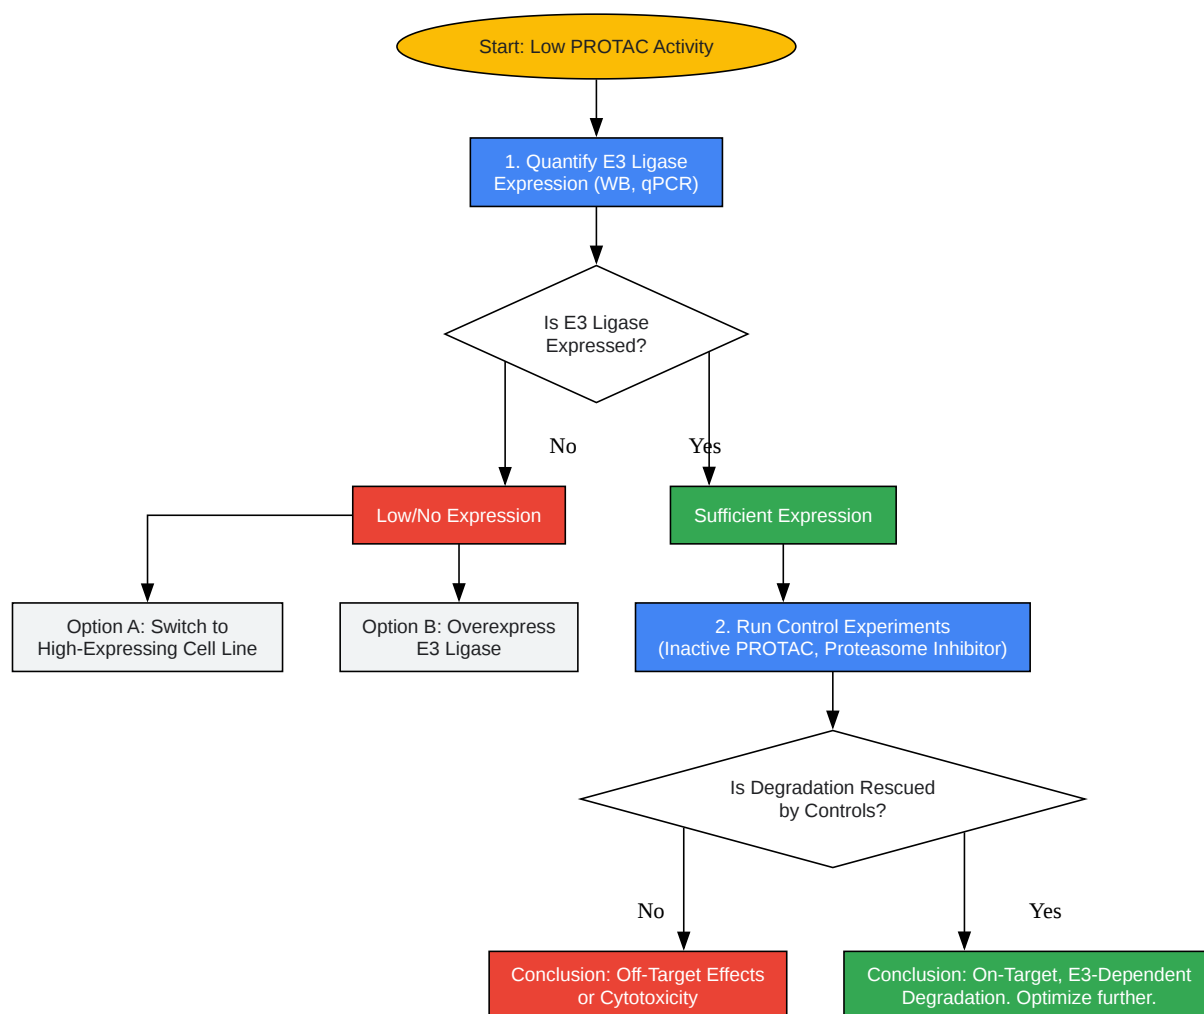 Start: Low PROTAC Activity
1. Quantify E3 Ligase
Expression (WB, qPCR)
Is E3 Ligase
Expressed?
No
Yes
Low/No Expression
Sufficient Expression
Option A: Switch to
High-Expressing Cell Line
Option B: Overexpress
E3 Ligase
2. Run Control Experiments
(Inactive PROTAC, Proteasome Inhibitor)
Is Degradation Rescued
by Controls?
No
Yes
Conclusion: Off-Target Effects
or Cytotoxicity
Conclusion: On-Target, E3-Dependent
Degradation. Optimize further.